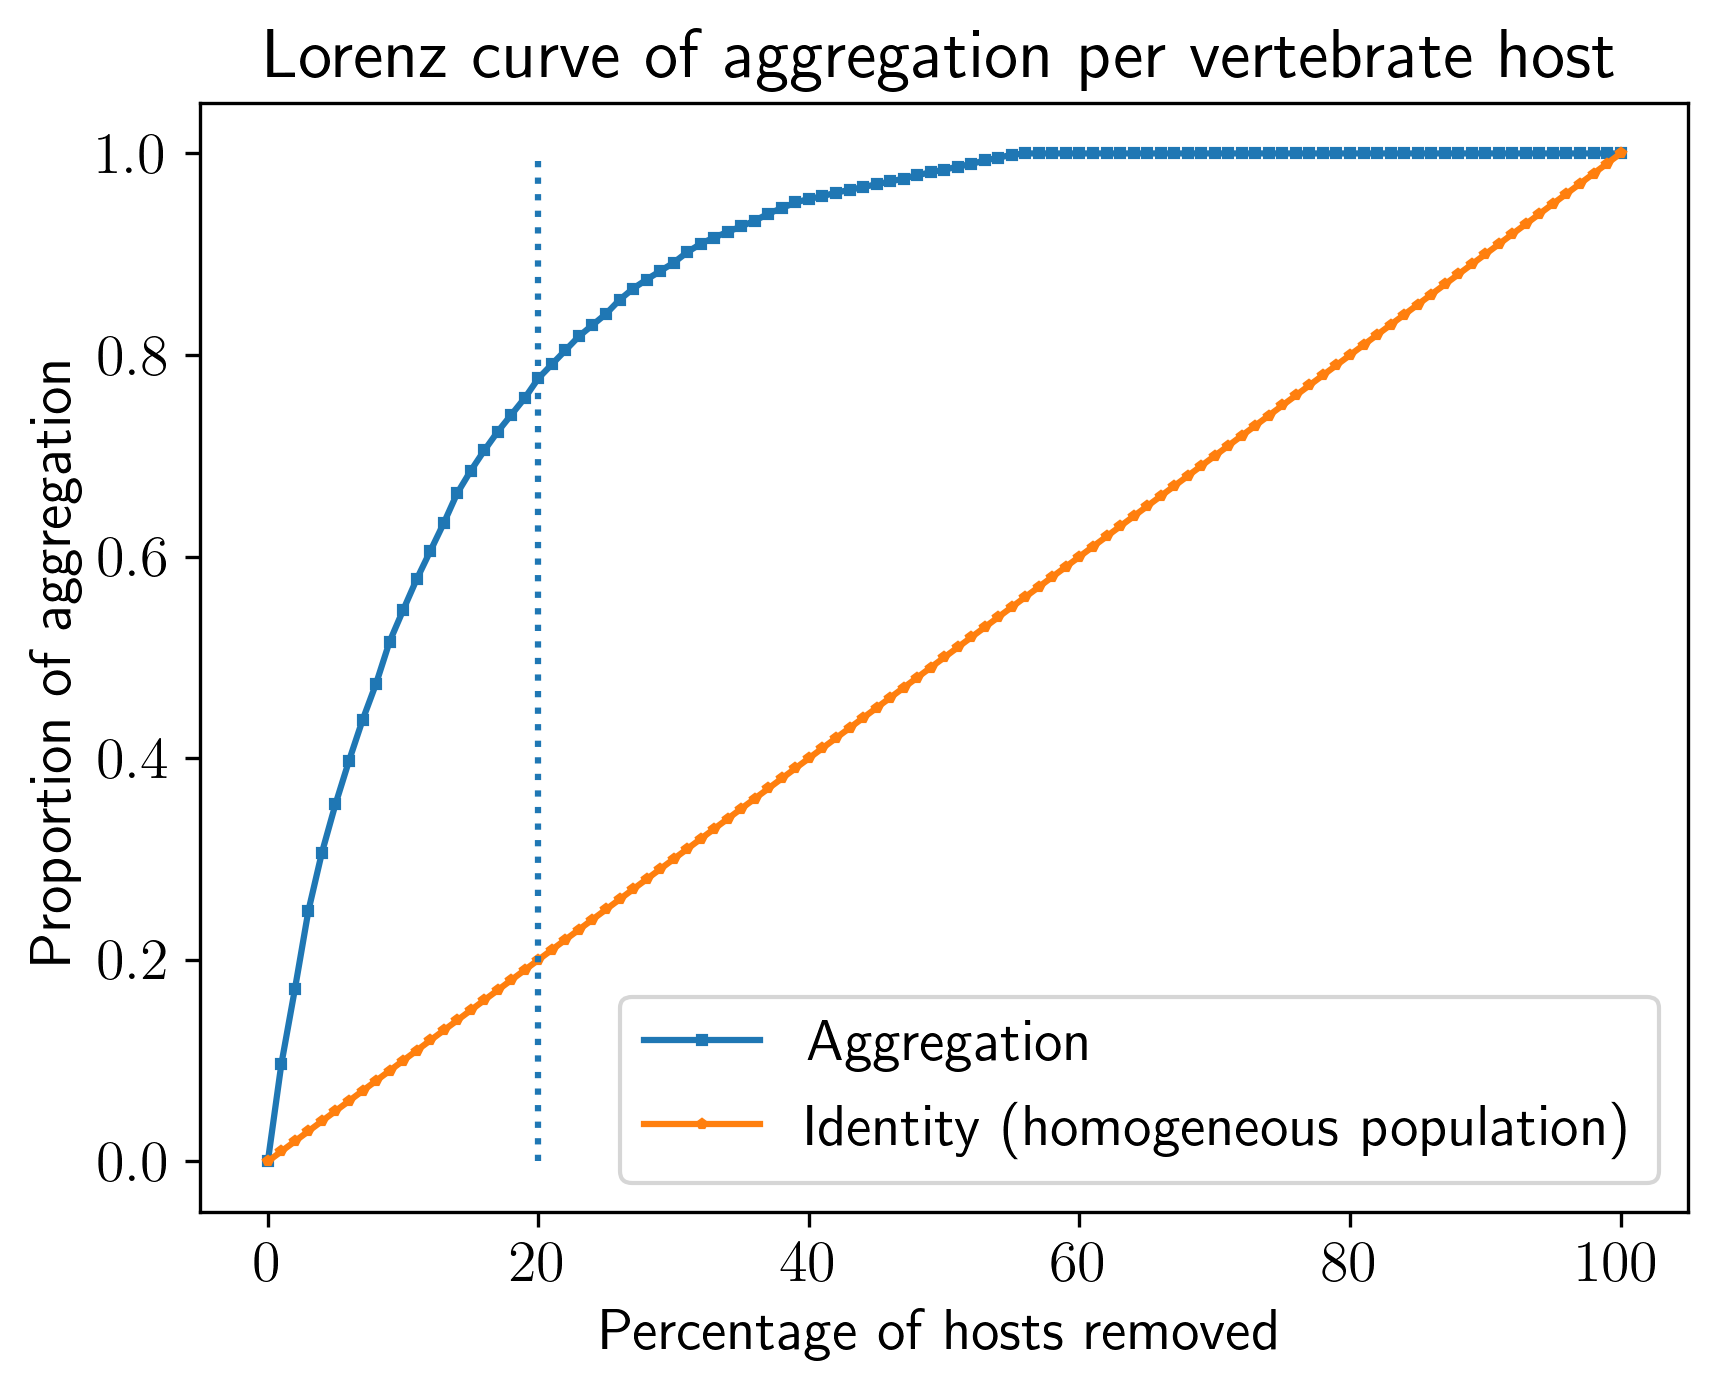 Lorenz curve of aggregation per vertebrate host
Proportion of aggregation
1.0
0.8
0.6
0.4
0.2
0.0
Aggregation
Identity (homogeneous population)
0 20 40 60 80 100
Percentage of hosts removed